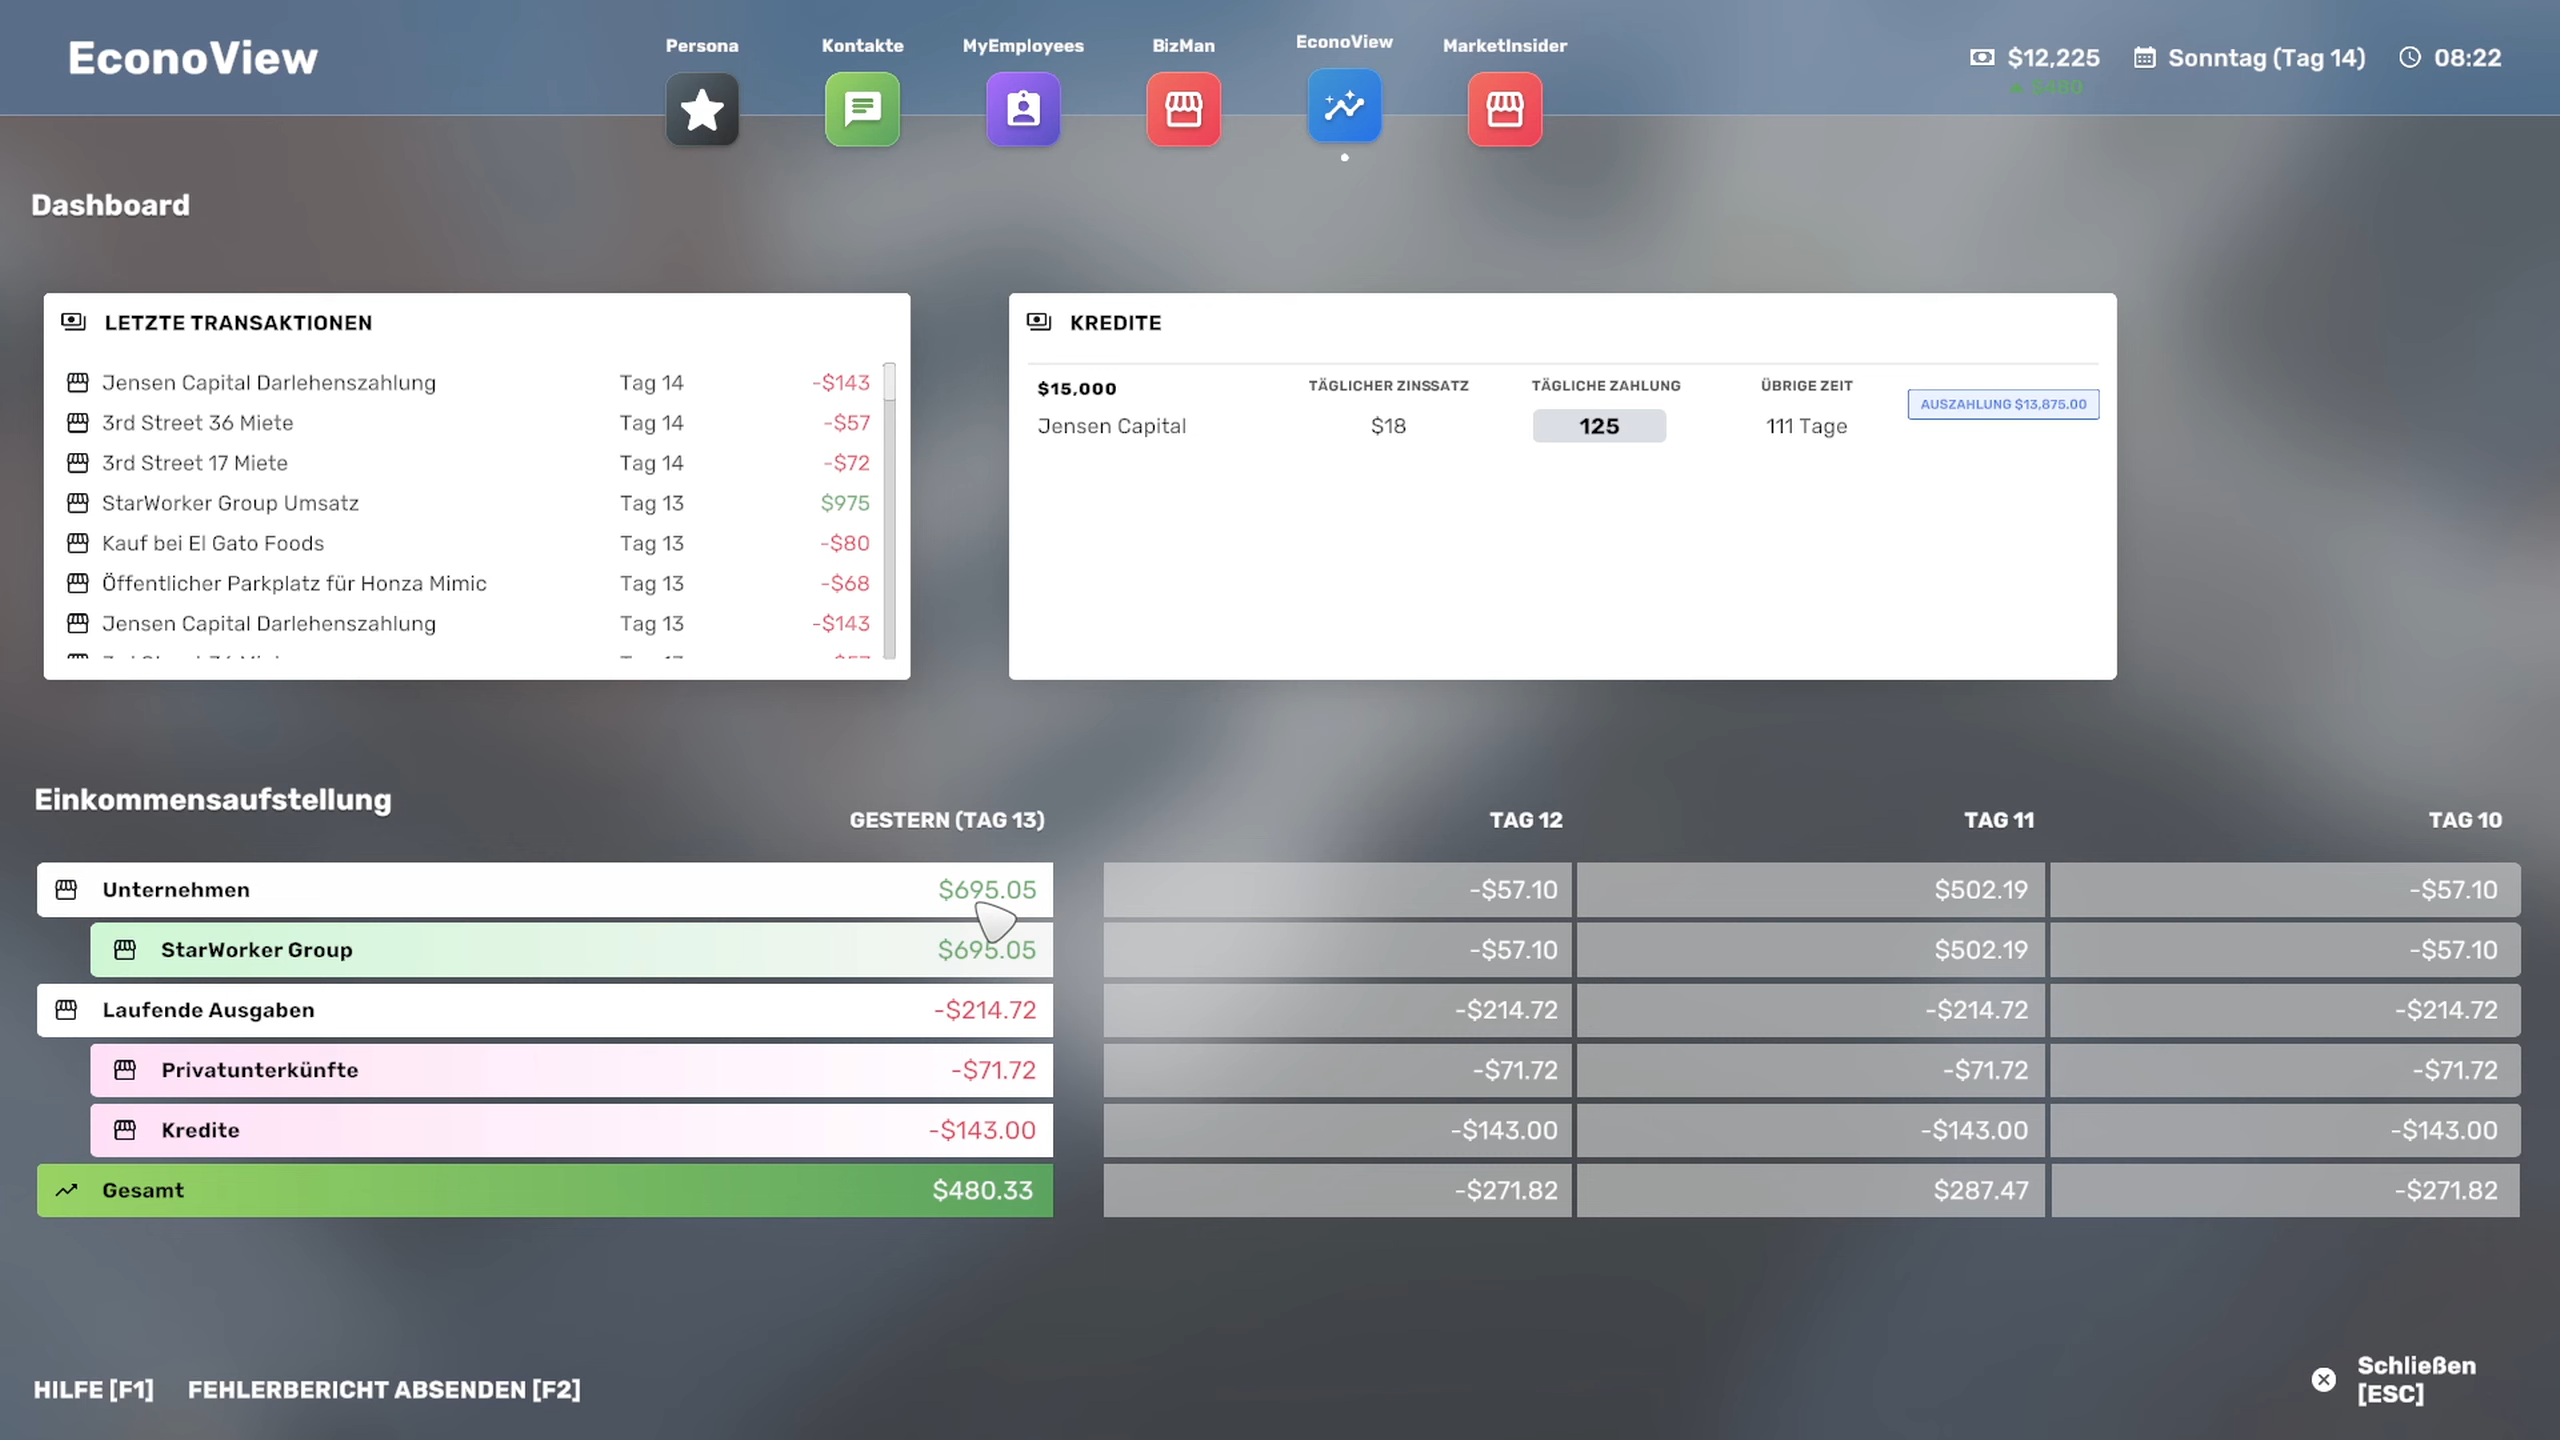 EconoView
Persona
Kontakte
MyEmployees
BizMan
EconoView
MarketInsider
$12,225
$480
Sonntag (Tag 14)
08:22
Dashboard
LETZTE TRANSAKTIONEN
Jensen Capital Darlehenszahlung Tag 14 -$143
3rd Street 36 Miete Tag 14 -$57
3rd Street 17 Miete Tag 14 -$72
StarWorker Group Umsatz Tag 13 $975
Kauf bei El Gato Foods Tag 13 -$80
Öffentlicher Parkplatz für Honza Mimic Tag 13 -$68
Jensen Capital Darlehenszahlung Tag 13 -$143
KREDITE
$15,000 TÄGLICHER ZINSSATZ TÄGLICHE ZAHLUNG ÜBRIGE ZEIT
AUSZAHLUNG $13,875.00
Jensen Capital $18 125 111 Tage
Einkommensaufstellung
GESTERN (TAG 13) TAG 12 TAG 11 TAG 10
Unternehmen $695.05 -$57.10 $502.19 -$57.10
StarWorker Group $695.05 -$57.10 $502.19 -$57.10
Laufende Ausgaben -$214.72 -$214.72 -$214.72 -$214.72
Privatunterkünfte -$71.72 -$71.72 -$71.72 -$71.72
Kredite -$143.00 -$143.00 -$143.00 -$143.00
Gesamt $480.33 -$271.82 $287.47 -$271.82
HILFE [F1] FEHLERBERICHT ABSENDEN [F2]
Schließen
[ESC]